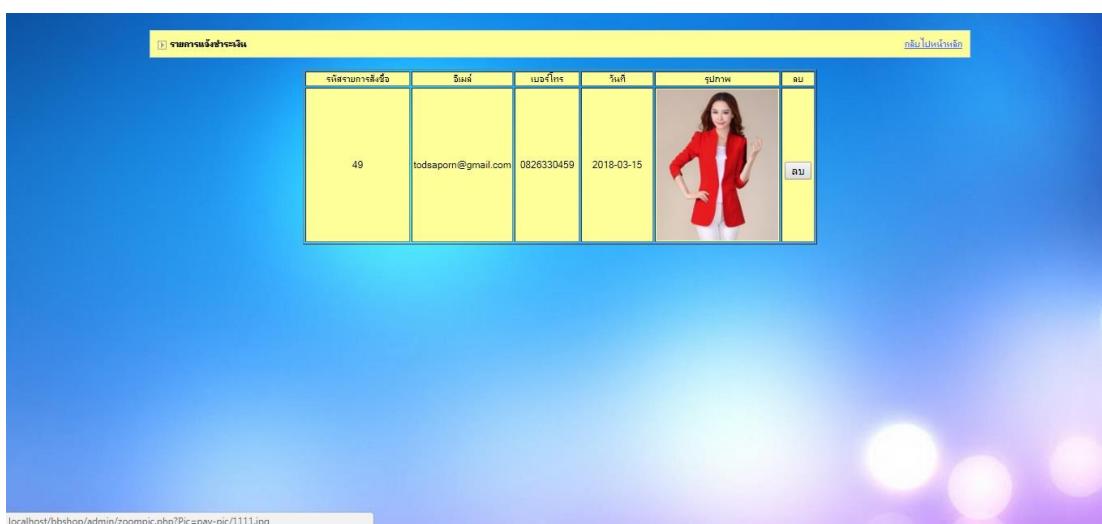 รายการแจ้งชำระเงิน กลับไปหน้าหลัก
รหัสรายการสั่งซื้อ อีเมล์ เบอร์โทร วันที่ รูปภาพ ลบ
49 todsaporn@gmail.com 0826330459 2018-03-15 ลบ
localhost/bbshop/admin/zoompic.php?Pic=pay-pic/1111.jpg